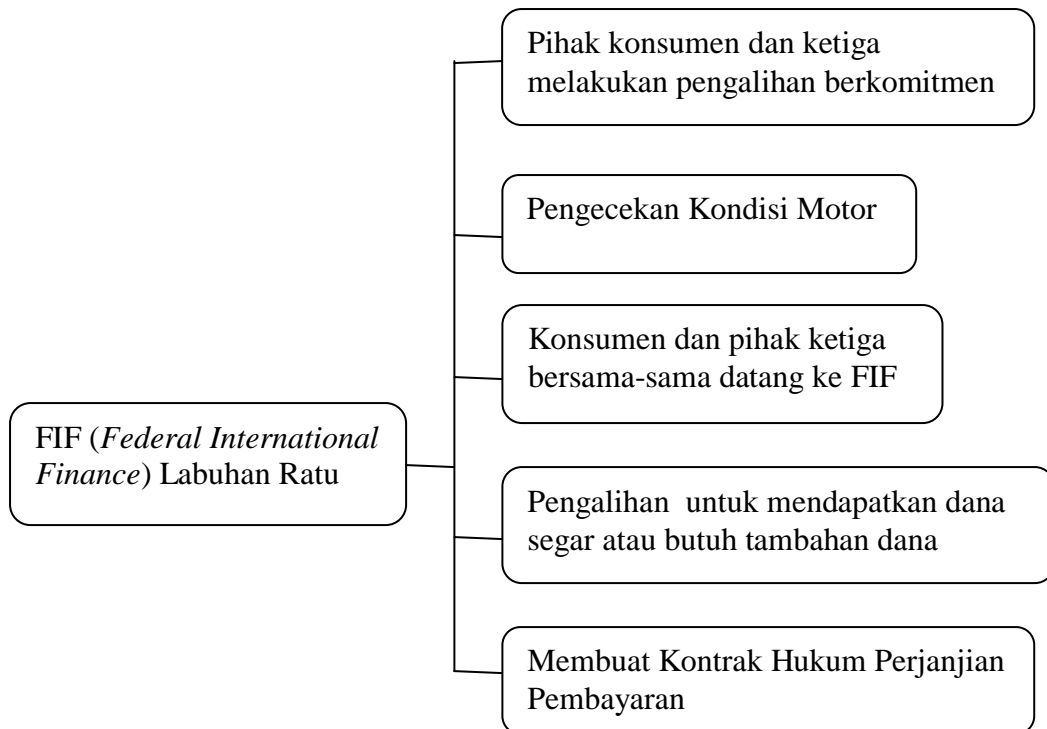 Pihak konsumen dan ketiga
melakukan pengalihan berkomitmen
Pengecekan Kondisi Motor
Konsumen dan pihak ketiga
bersama-sama datang ke FIF
FIF (Federal International
Finance) Labuhan Ratu
Pengalihan untuk mendapatkan dana
segar atau butuh tambahan dana
Membuat Kontrak Hukum Perjanjian
Pembayaran